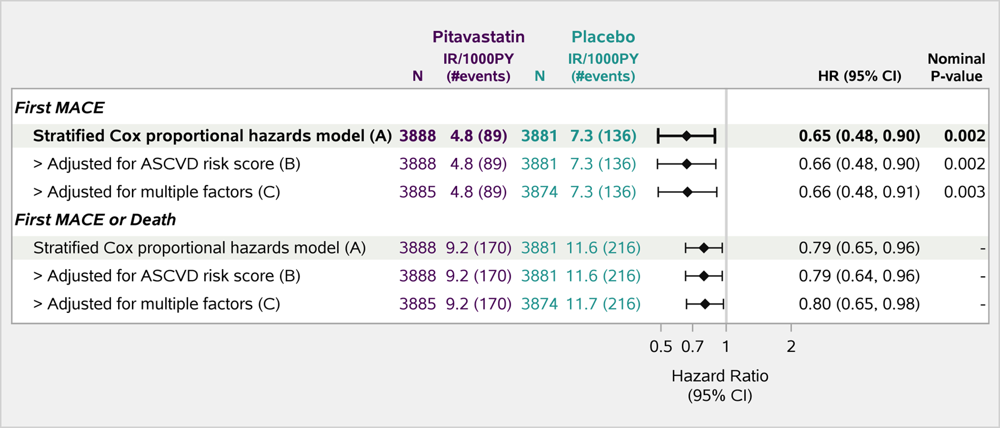 Pitavastatin Placebo
IR/1000PY IR/1000PY Nominal
N (#events) N (#events) HR (95% CI) P-value
First MACE
Stratified Cox proportional hazards model (A) 3888 4.8 (89) 3881 7.3 (136) 0.65 (0.48, 0.90) 0.002
> Adjusted for ASCVD risk score (B) 3888 4.8 (89) 3881 7.3 (136) 0.66 (0.48, 0.90) 0.002
> Adjusted for multiple factors (C) 3885 4.8 (89) 3874 7.3 (136) 0.66 (0.48, 0.91) 0.003
First MACE or Death
Stratified Cox proportional hazards model (A) 3888 9.2 (170) 3881 11.6 (216) 0.79 (0.65, 0.96) -
> Adjusted for ASCVD risk score (B) 3888 9.2 (170) 3881 11.6 (216) 0.79 (0.64, 0.96) -
> Adjusted for multiple factors (C) 3885 9.2 (170) 3874 11.7 (216) 0.80 (0.65, 0.98) -
0.5 0.7 1 2
Hazard Ratio
(95% CI)